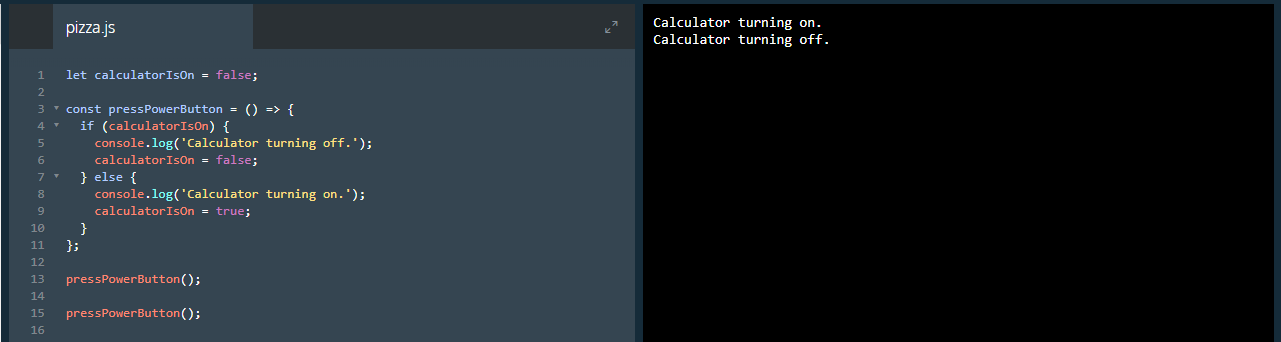 pizza.js
1 let calculatorIsOn = false;
2
3 const pressPowerButton = () => {
4 if (calculatorIsOn) {
5 console.log('Calculator turning off.');
6 calculatorIsOn = false;
7 } else {
8 console.log('Calculator turning on.');
9 calculatorIsOn = true;
10 }
11 };
12
13 pressPowerButton();
14
15 pressPowerButton();
16
Calculator turning on.
Calculator turning off.